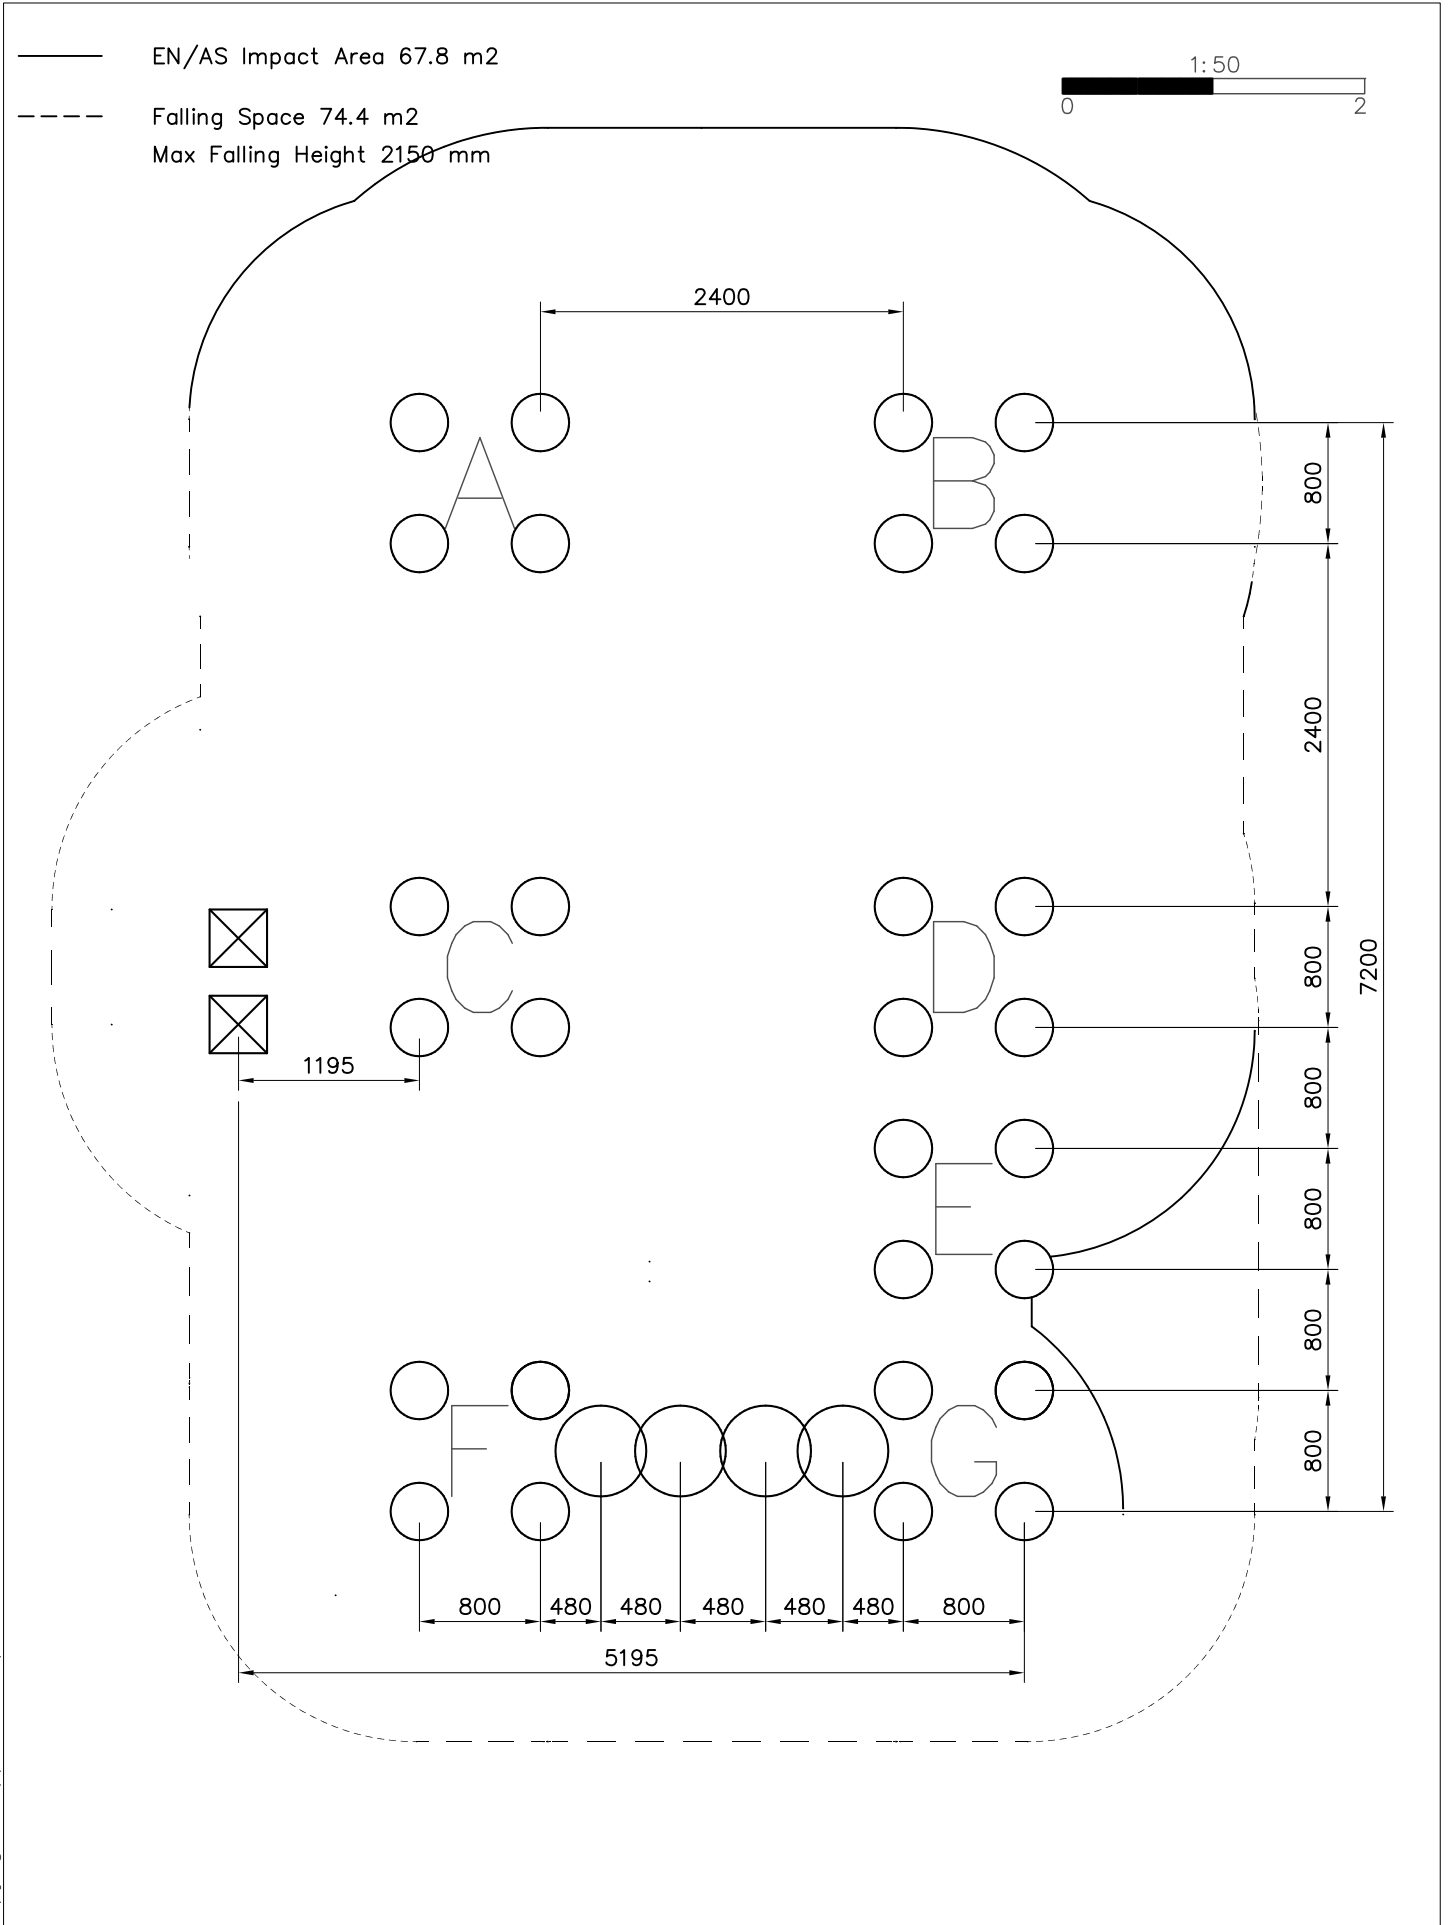 EN/AS Impact Area 67.8 m2
1:50
0 2
Falling Space 74.4 m2
Max Falling Height 2150 mm
2400
A B
800
2400
C D
800
7200
1195
800
E
800
800
F G
800
800 480 480 480 480 480 800
5195